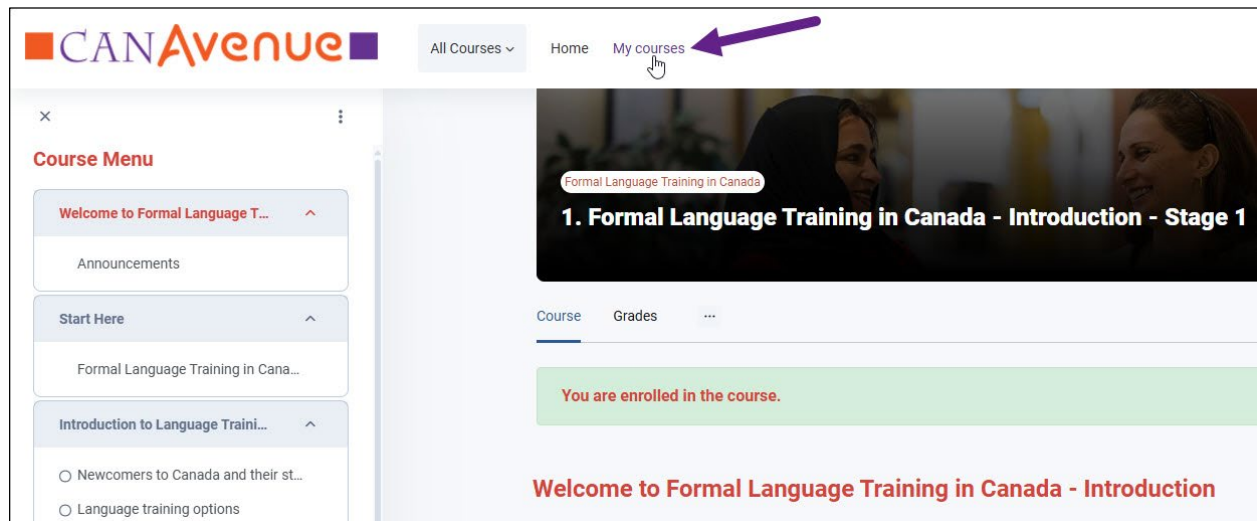 CANAvenue
All Courses Home My courses
Course Menu
Welcome to Formal Language T...
Announcements
Start Here
Formal Language Training in Cana...
Introduction to Language Traini...
Newcomers to Canada and their st...
Language training options
Formal Language Training in Canada
1. Formal Language Training in Canada - Introduction - Stage 1
Course Grades ...
You are enrolled in the course.
Welcome to Formal Language Training in Canada - Introduction